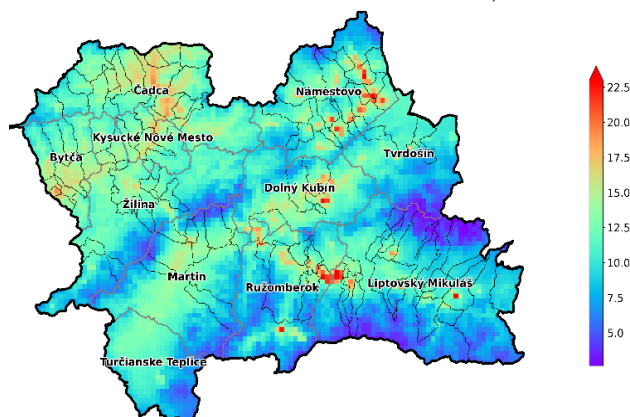 Čadca
Námestovo
Kysucké Nové Mesto
Bytča
Tvrdošín
Dolný Kubín
Žilina
Martin
Ružomberok
Liptovský Mikuláš
Turčianske Teplice
22.5
20.0
17.5
15.0
12.5
10.0
7.5
5.0